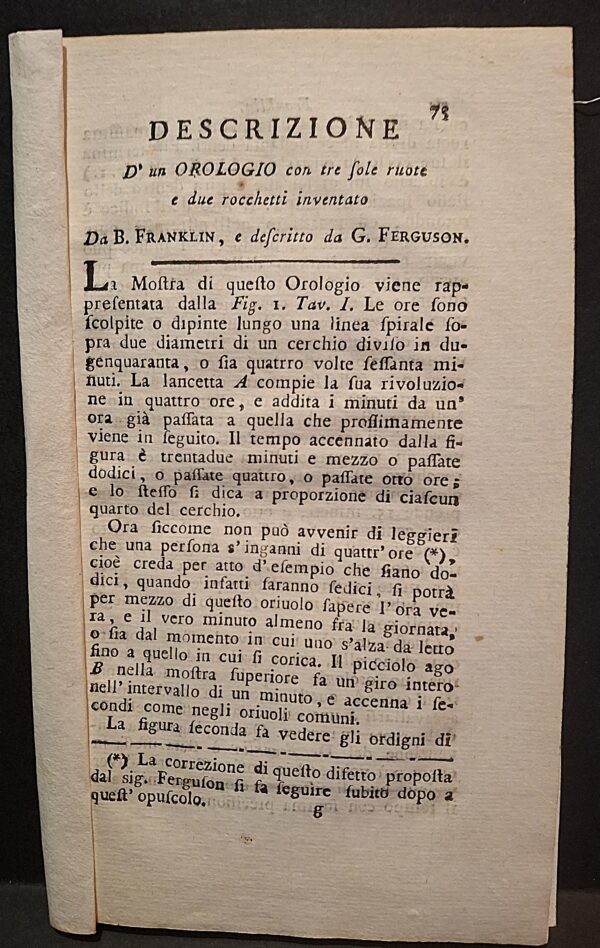 73
DESCRIZIONE
D' un OROLOGIO con tre ſole ruote
e due rocchetti inventato
Da B. FRANKLIN, e deſcritto da G. FERGUSON.
La Moſtra di queſto Orologio viene rap-
preſentata dalla Fig. 1. Tav. I. Le ore ſono
ſcolpite o dipinte lungo una linea ſpirale ſo-
pra due diametri di un cerchio diviſo in du-
genquaranta, o ſia quatrro volte ſeſſanta mi-
nuti. La lancetta A compie la ſua rivoluzio-
ne in quattro ore, e addita i minuti da un'
ora già paſſata a quella che proſſimamente
viene in ſeguito. Il tempo accennato dalla fi-
gura è trentadue minuti e mezzo o paſſate
dodici, o paſſate quattro, o paſſate otto ore;
e lo ſteſſo ſi dica a proporzione di ciaſcun
quarto del cerchio.
Ora ſiccome non può avvenir di leggieri
che una perſona s'inganni di quattr'ore (*),
cioè creda per atto d'eſempio che ſiano do-
dici, quando infatti ſaranno ſedici, ſi potrà
per mezzo di queſto oriuolo ſapere l'ora ve-
ra, e il vero minuto almeno fra la giornata,
o ſia dal momento in cui uno s'alza da letto
fino a quello in cui ſi corica. Il picciolo ago
B nella moſtra ſuperiore fa un giro intero
nell'intervallo di un minuto, e accenna i ſe-
condi come negli oriuoli comuni.
La figura ſeconda fa vedere gli ordigni di
(*) La correzione di queſto difetto propoſta
dal sig. Ferguſon ſi fa ſeguire ſubito dopo a
queſt' opuſcolo.
g